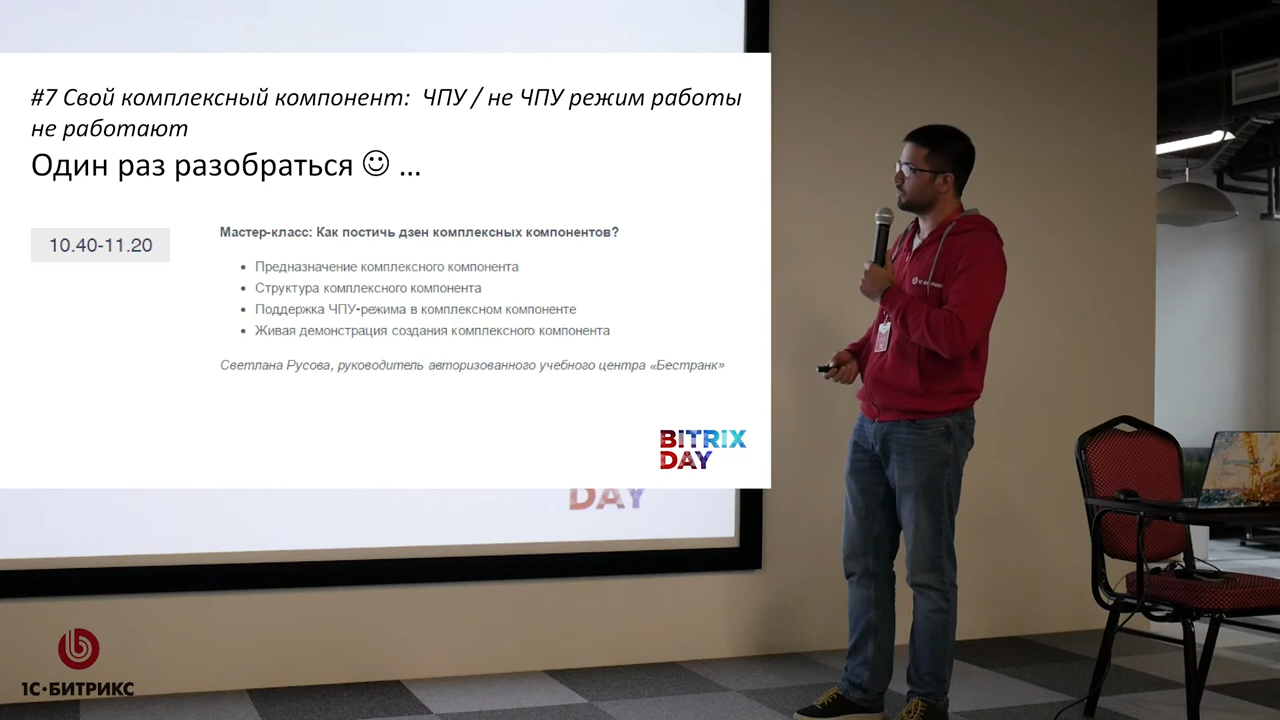 #7 Свой комплексный компонент: ЧПУ / не ЧПУ режим работы
не работают
Один раз разобраться ☺ ...
10.40-11.20
Мастер-класс: Как постичь дзен комплексных компонентов?
• Предназначение комплексного компонента
• Структура комплексного компонента
• Поддержка ЧПУ-режима в комплексном компоненте
• Живая демонстрация создания комплексного компонента
Светлана Русова, руководитель авторизованного учебного центра «Бестранк»
BITRIX
DAY
DAY
1С·БИТРИКС
1С·БИТРИКС